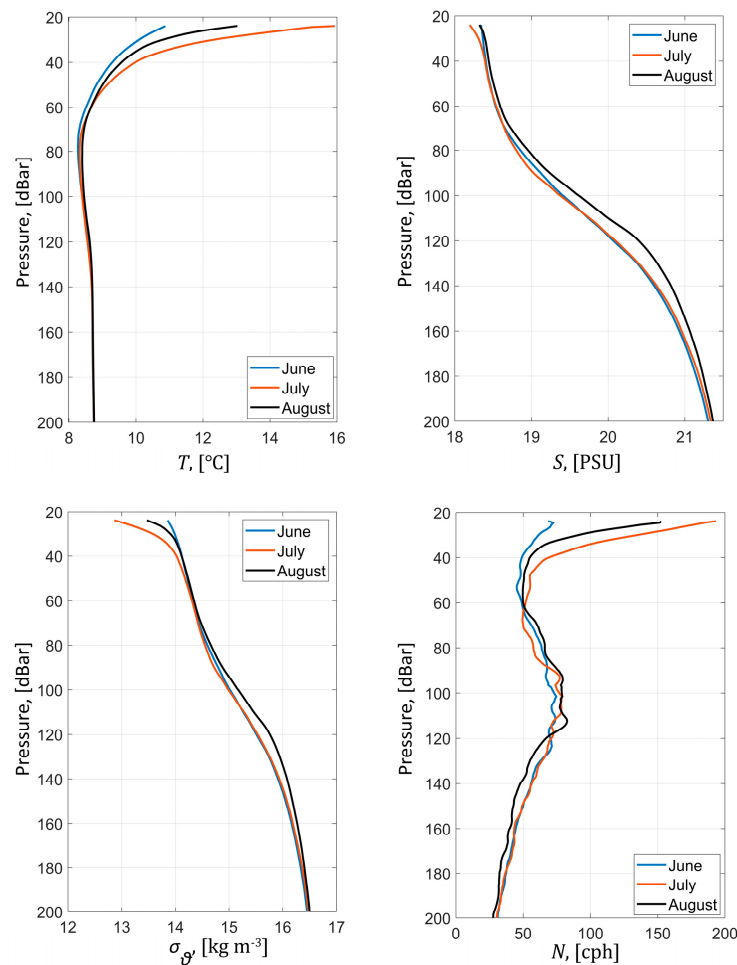 20
40
60
80
100
120
140
160
180
200
Pressure, [dBar]
8 10 12 14 16
T, [°C]
June
July
August
20
40
60
80
100
120
140
160
180
200
Pressure, [dBar]
18 19 20 21
S, [PSU]
June
July
August
20
40
60
80
100
120
140
160
180
200
Pressure, [dBar]
12 13 14 15 16 17
σϑ, [kg m-3]
June
July
August
20
40
60
80
100
120
140
160
180
200
Pressure, [dBar]
0 50 100 150 200
N, [cph]
June
July
August